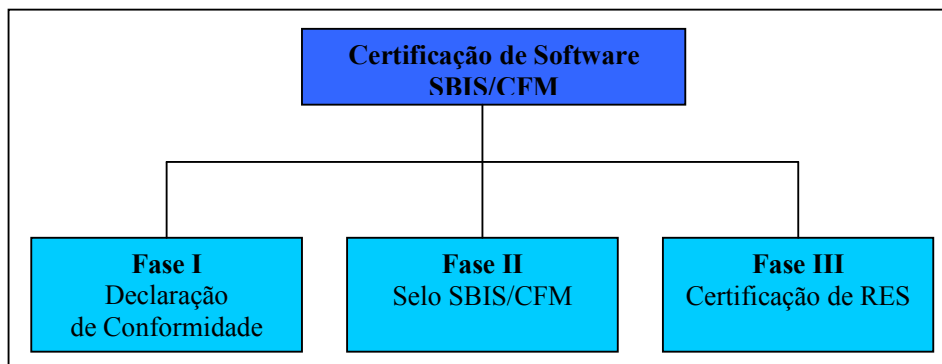 Certificação de Software
SBIS/CFM
Fase I
Declaração
de Conformidade
Fase II
Selo SBIS/CFM
Fase III
Certificação de RES